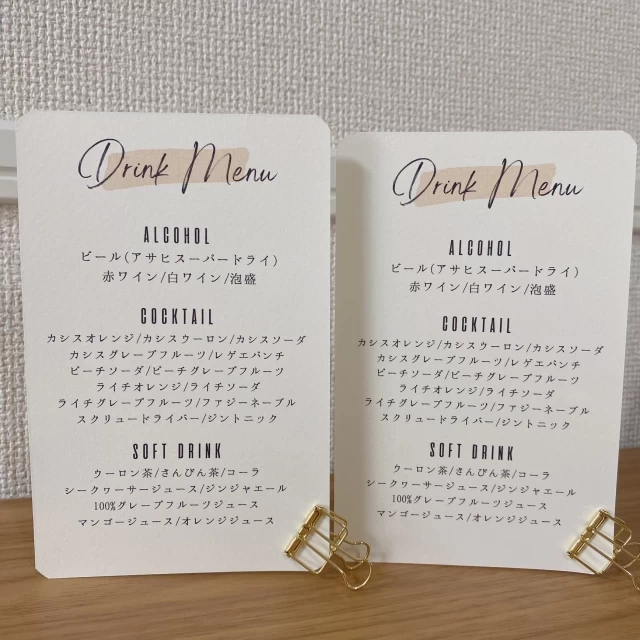 Drink Menu
ALCOHOL
ビール(アサヒスーパードライ)
赤ワイン/白ワイン/泡盛
COCKTAIL
カシスオレンジ/カシスウーロン/カシスソーダ
カシスグレープフルーツ/レゲエパンチ
ピーチソーダ/ピーチグレープフルーツ
ライチオレンジ/ライチソーダ
ライチグレープフルーツ/ファジーネーブル
スクリュードライバー/ジントニック
SOFT DRINK
ウーロン茶/さんぴん茶/コーラ
シークヮーサージュース/ジンジャエール
100%グレープフルーツジュース
マンゴージュース/オレンジジュース
Drink Menu
ALCOHOL
ビール(アサヒスーパードライ)
赤ワイン/白ワイン/泡盛
COCKTAIL
カシスオレンジ/カシスウーロン/カシスソーダ
カシスグレープフルーツ/レゲエパンチ
ピーチソーダ/ピーチグレープフルーツ
ライチオレンジ/ライチソーダ
ライチグレープフルーツ/ファジーネーブル
スクリュードライバー/ジントニック
SOFT DRINK
ウーロン茶/さんぴん茶/コーラ
シークヮーサージュース/ジンジャエール
100%グレープフルーツジュース
マンゴージュース/オレンジジュース